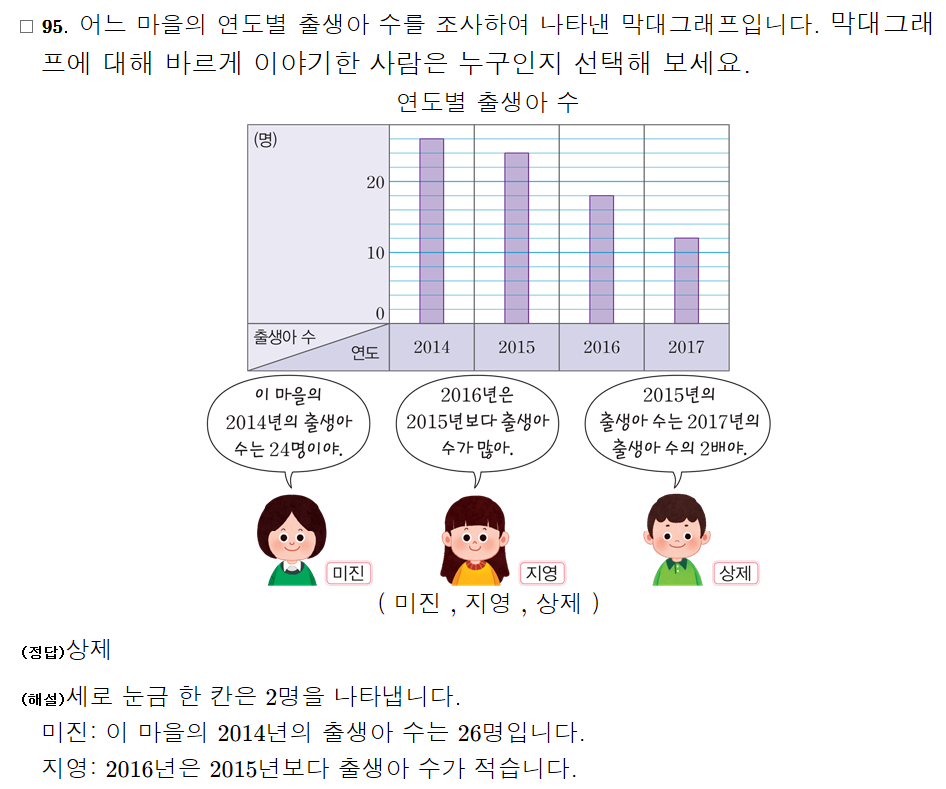 □ 95. 어느 마을의 연도별 출생아 수를 조사하여 나타낸 막대그래프입니다. 막대그래
프에 대해 바르게 이야기한 사람은 누구인지 선택해 보세요.
연도별 출생아 수
(명)
20
10
0
출생아 수
연도
2014 2015 2016 2017
이 마을의
2014년의 출생아
수는 24명이야.
2016년은
2015년보다 출생아
수가 많아.
2015년의
출생아 수는 2017년의
출생아 수의 2배야.
미진
지영
상제
( 미진 , 지영 , 상제 )
(정답)상제
(해설)세로 눈금 한 칸은 2명을 나타냅니다.
미진: 이 마을의 2014년의 출생아 수는 26명입니다.
지영: 2016년은 2015년보다 출생아 수가 적습니다.